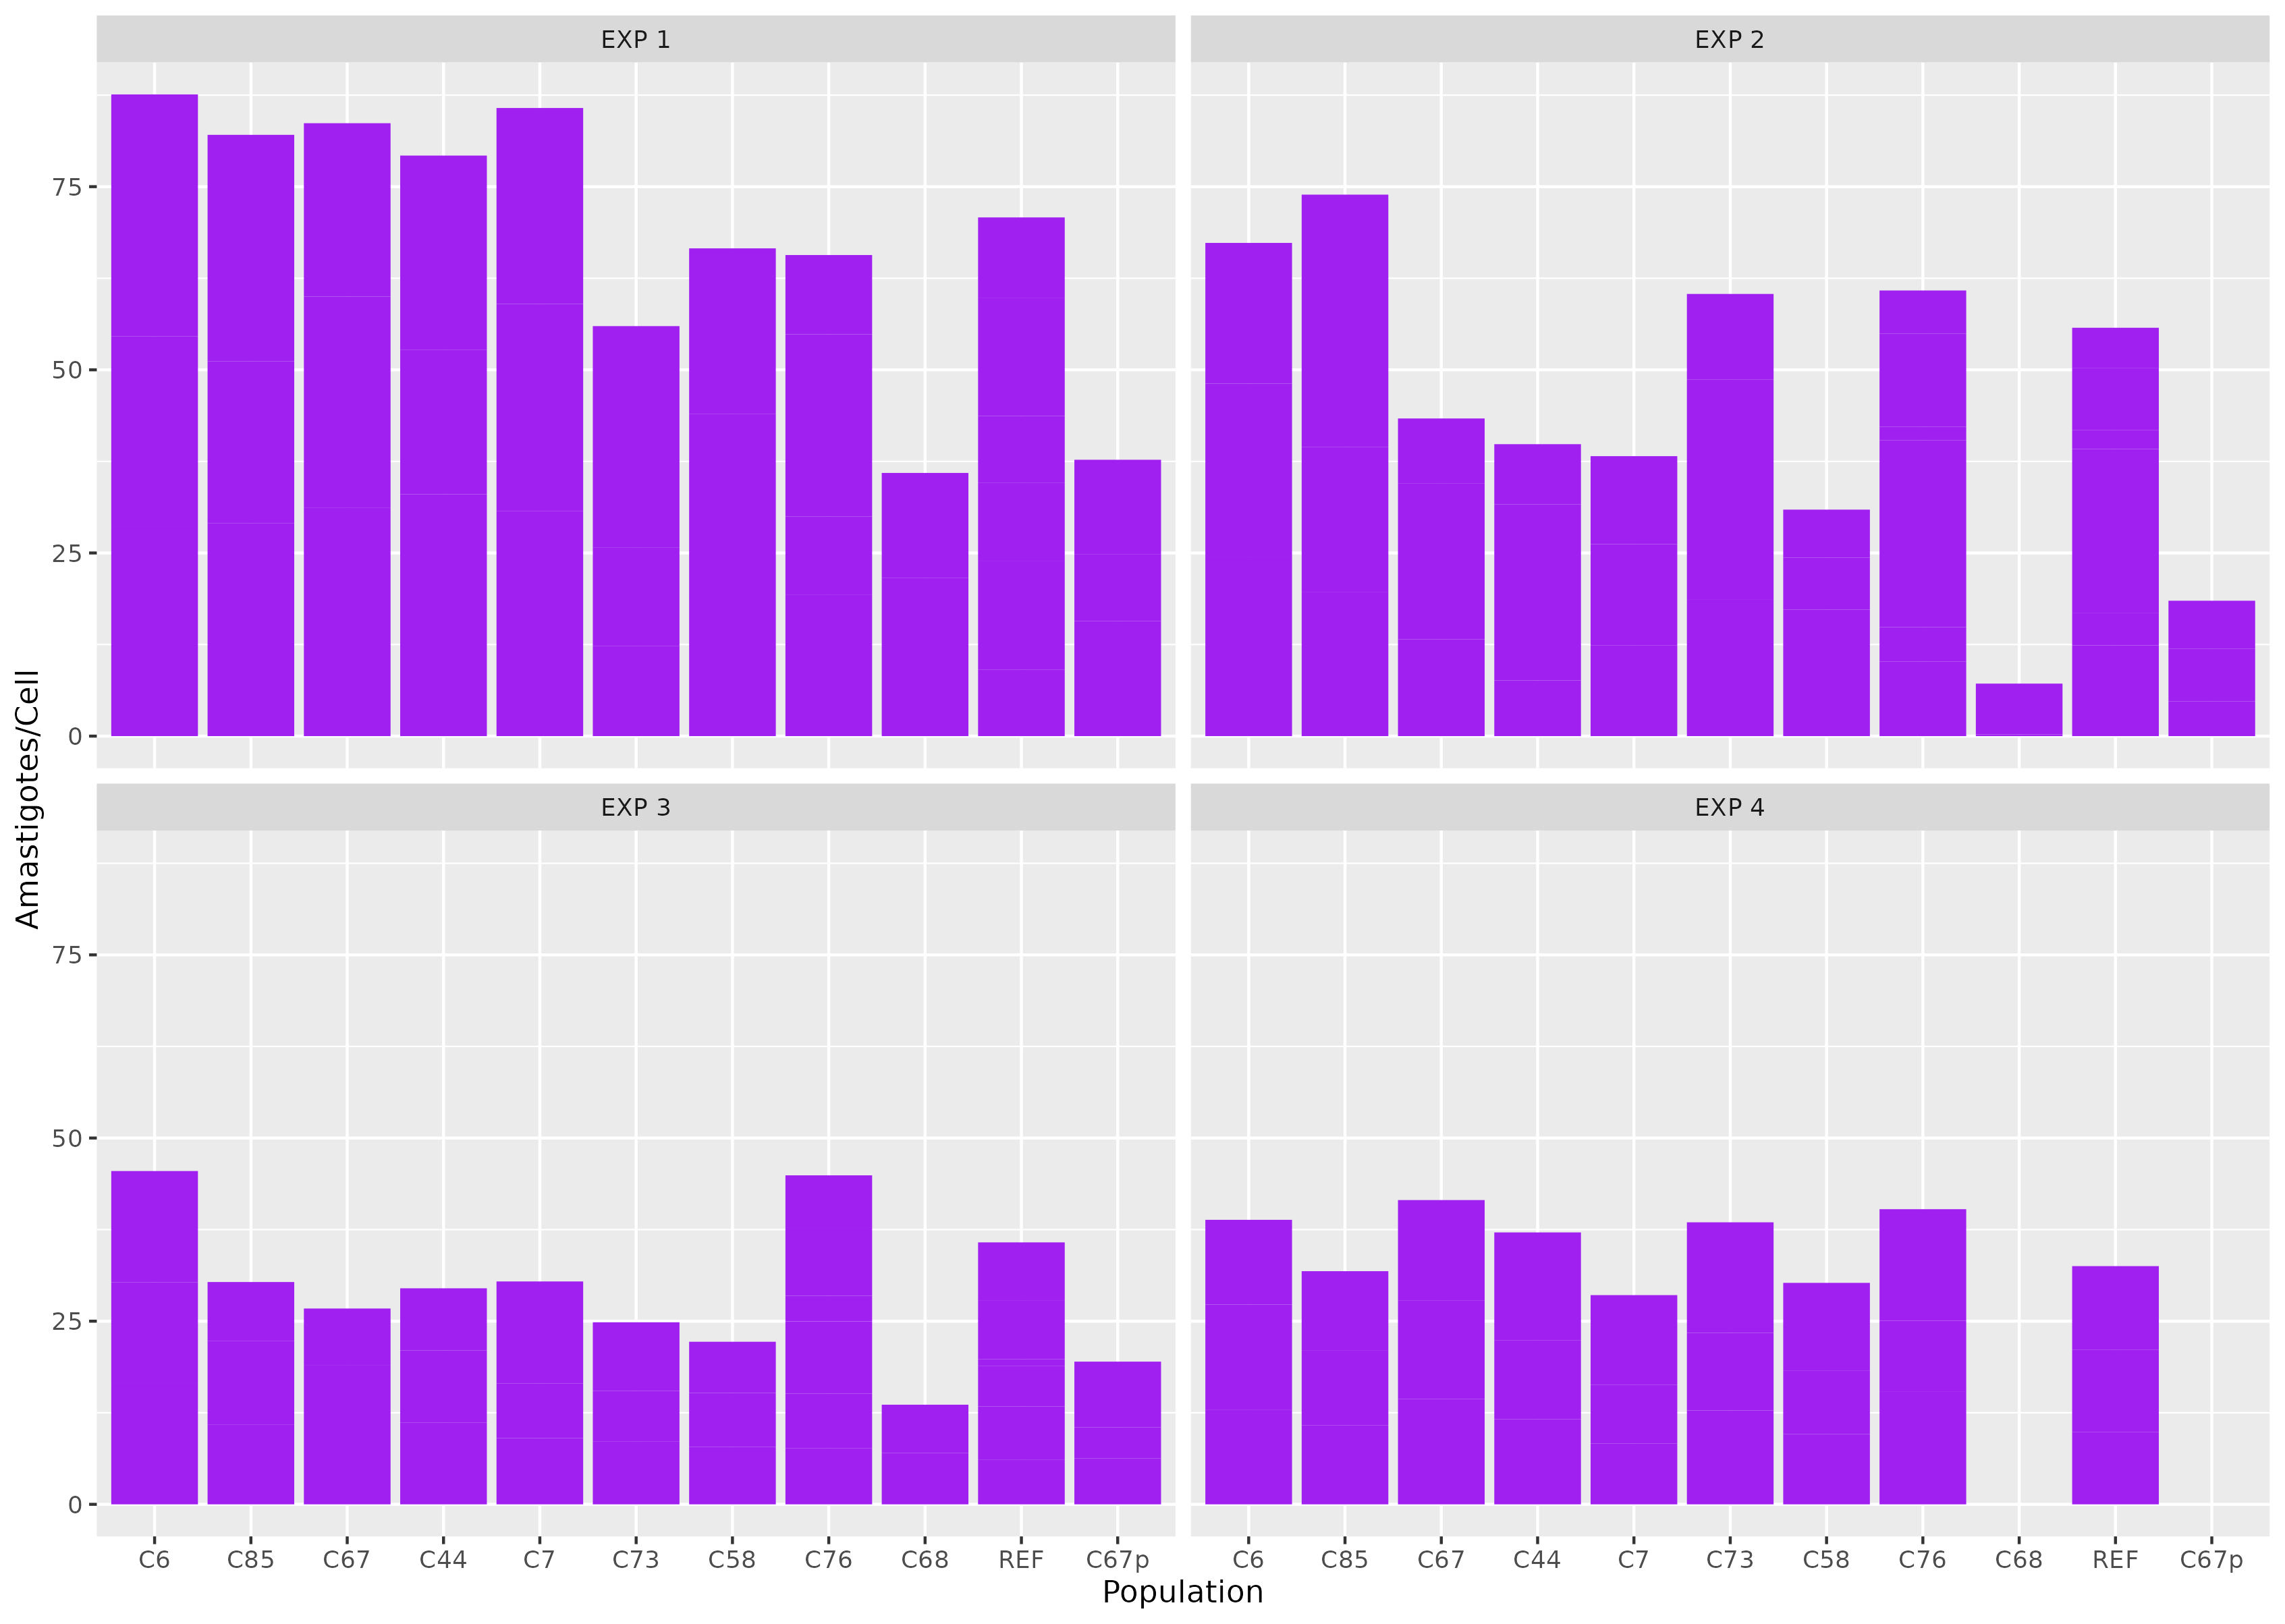 EXP 1
EXP 2
75
50
25
0
EXP 3
EXP 4
75
50
25
0
Amastigotes/Cell
C6 C85 C67 C44 C7 C73 C58 C76 C68 REF C67p
C6 C85 C67 C44 C7 C73 C58 C76 C68 REF C67p
Population